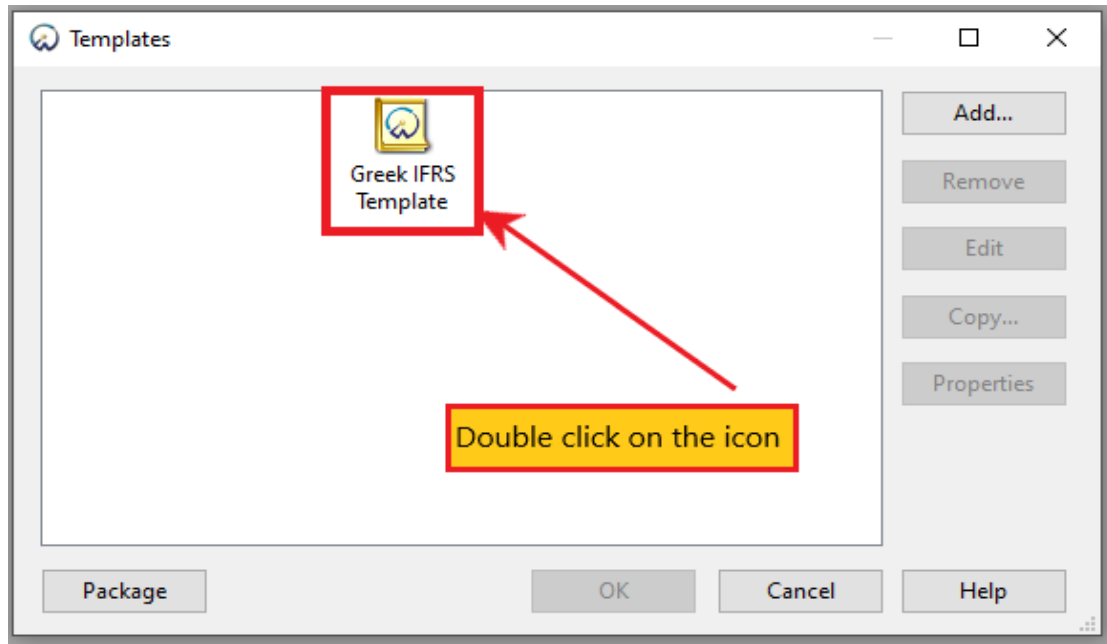 Templates
Greek IFRS
Template
Add...
Remove
Edit
Copy...
Properties
Double click on the icon
Package
OK
Cancel
Help